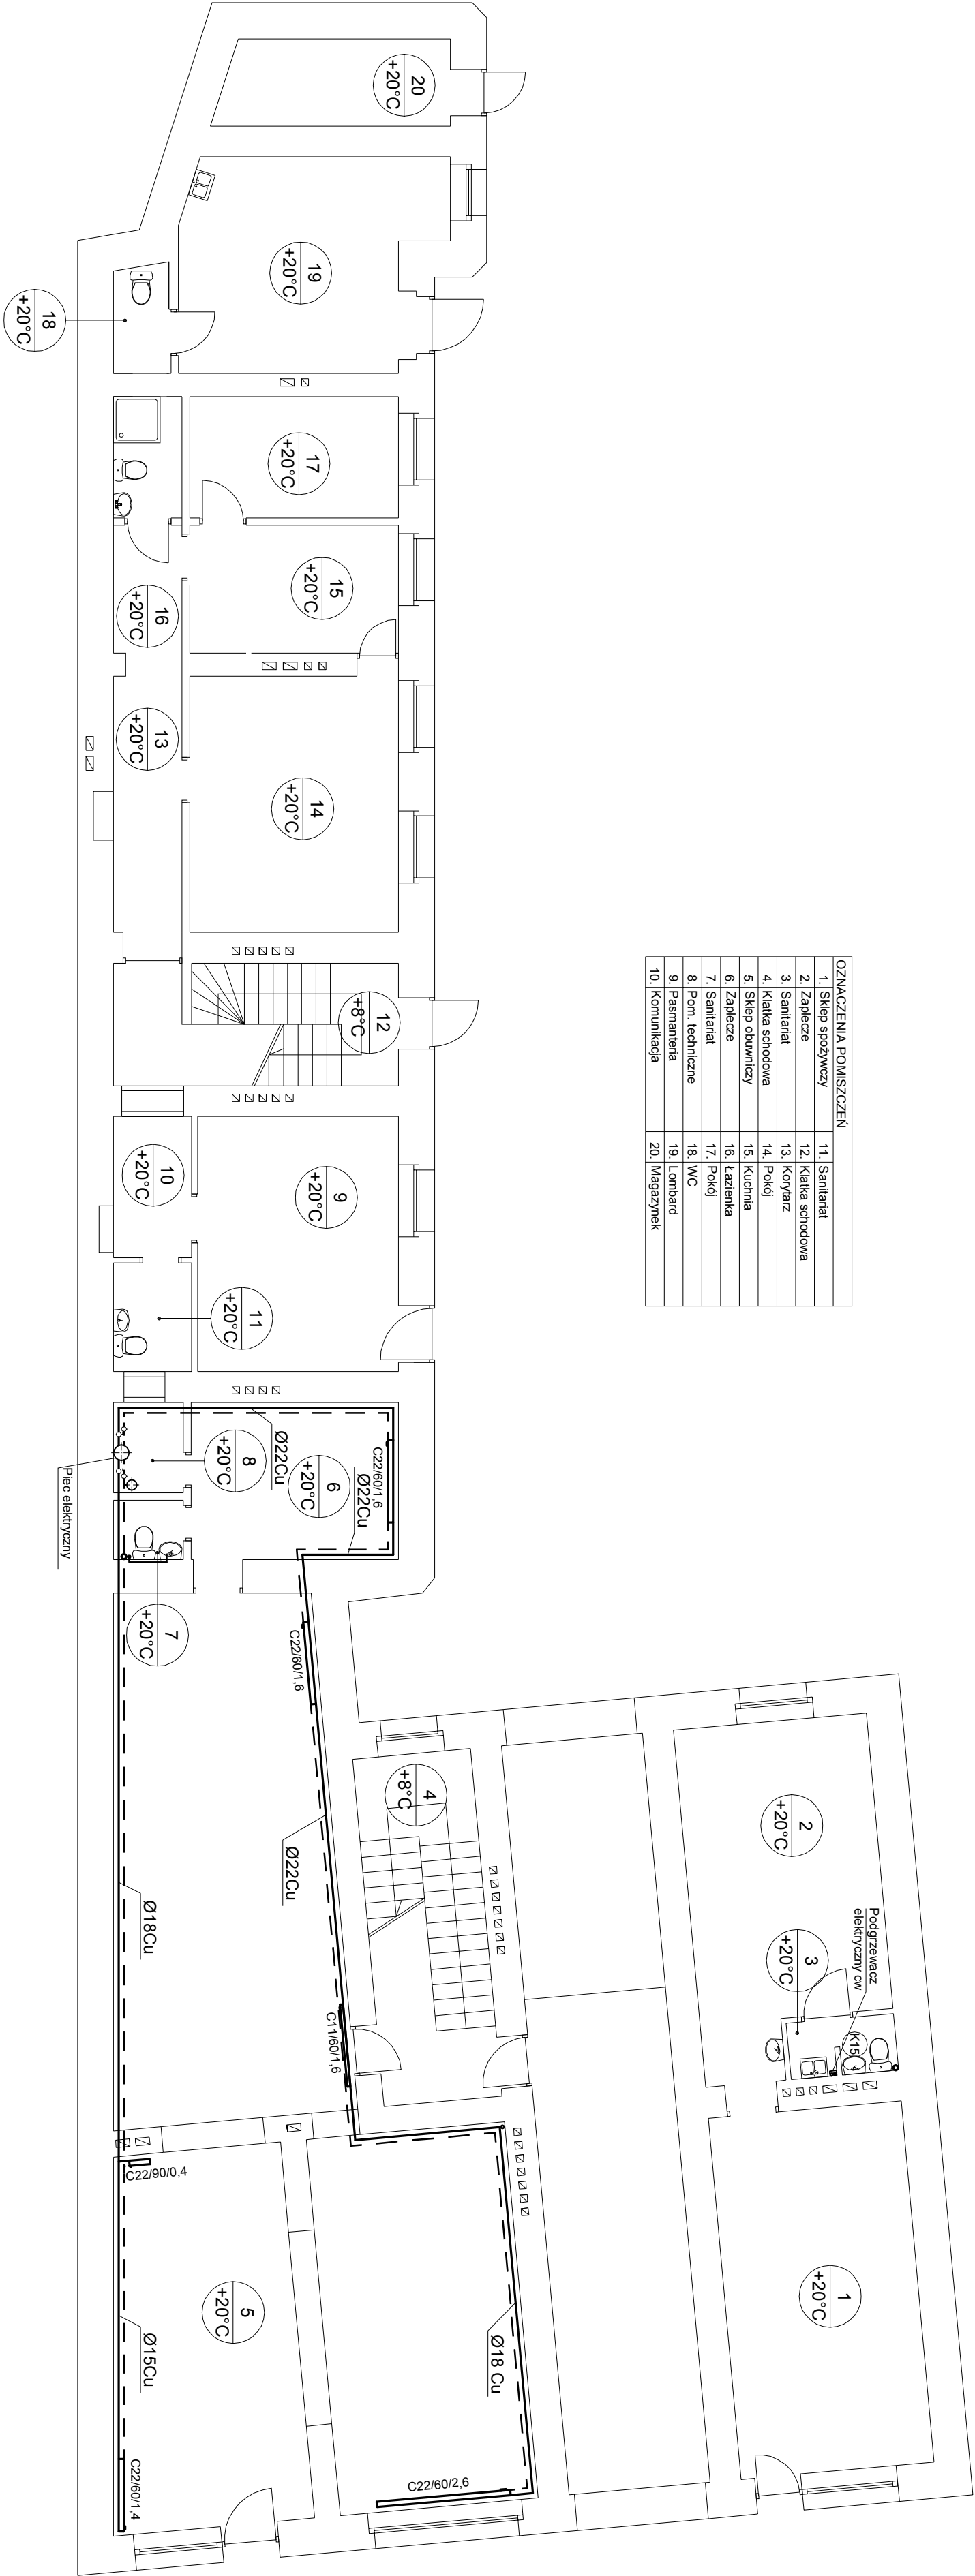 OZNACZENIA POMISZCZEŃ
1. Sklep spożywczy
2. Zaplecze
3. Sanitariat
4. Klatka schodowa
5. Sklep obuwniczy
6. Zaplecze
7. Sanitariat
8. Pom. techniczne
9. Pasmanteria
10. Komunikacja
11. Sanitariat
12. Klatka schodowa
13. Korytarz
14. Pokój
15. Kuchnia
16. Łazienka
17. Pokój
18. WC
19. Lombard
20. Magazynek
20
+20°C
19
+20°C
18
+20°C
17
+20°C
15
+20°C
16
+20°C
13
+20°C
14
+20°C
12
+8°C
10
+20°C
9
+20°C
11
+20°C
8
+20°C
Ø22Cu
6
+20°C
C22/60/1,6
Ø22Cu
Piec elektryczny
7
+20°C
C22/60/1,6
Ø22Cu
Ø18Cu
4
+8°C
C11/60/1,6
2
+20°C
3
+20°C
Podgrzewacz
elektryczny cw
K15
1
+20°C
C22/90/0,4
5
+20°C
Ø15Cu
Ø18 Cu
C22/60/2,6
C22/60/1,4